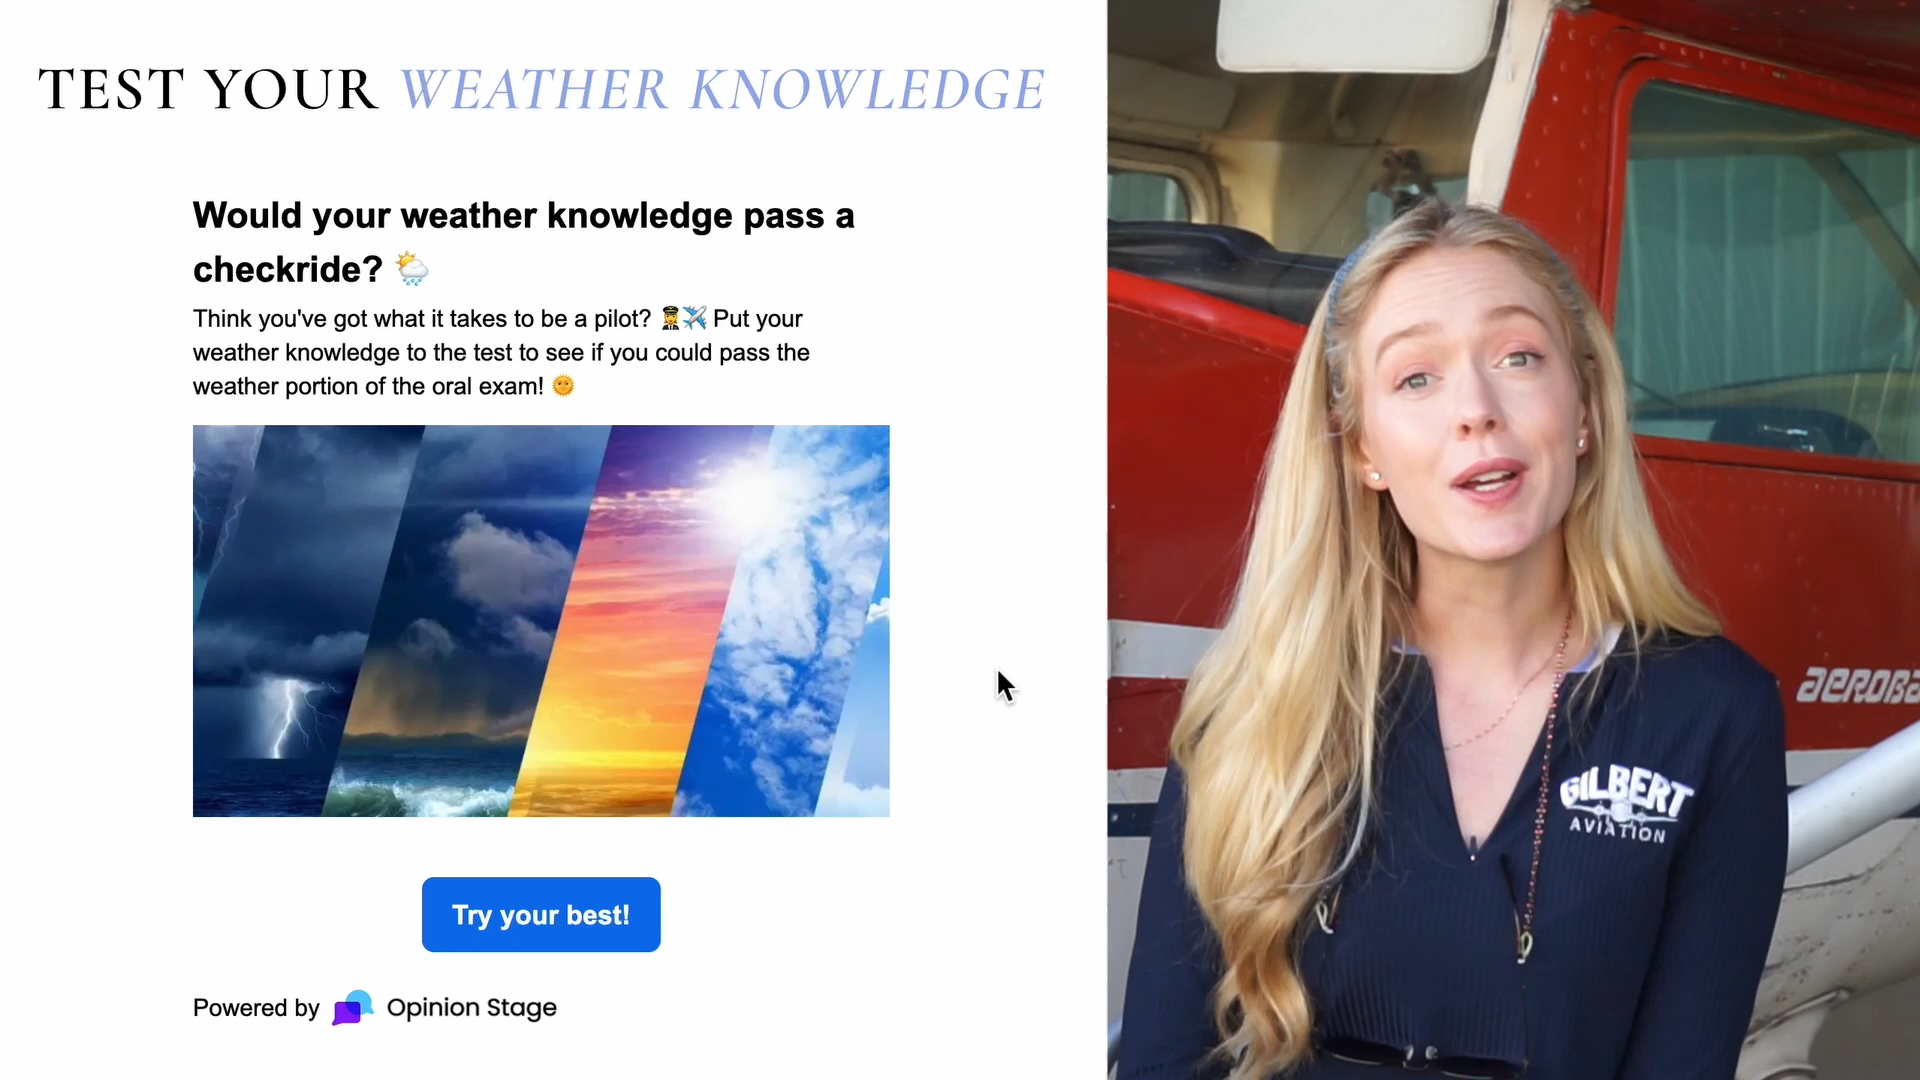 TEST YOUR WEATHER KNOWLEDGE
Would your weather knowledge pass a
checkride? 🌦️
Think you've got what it takes to be a pilot? 👩‍✈️✈️ Put your
weather knowledge to the test to see if you could pass the
weather portion of the oral exam! 🌞
Try your best!
Powered by Opinion Stage
GILBERT
AVIATION